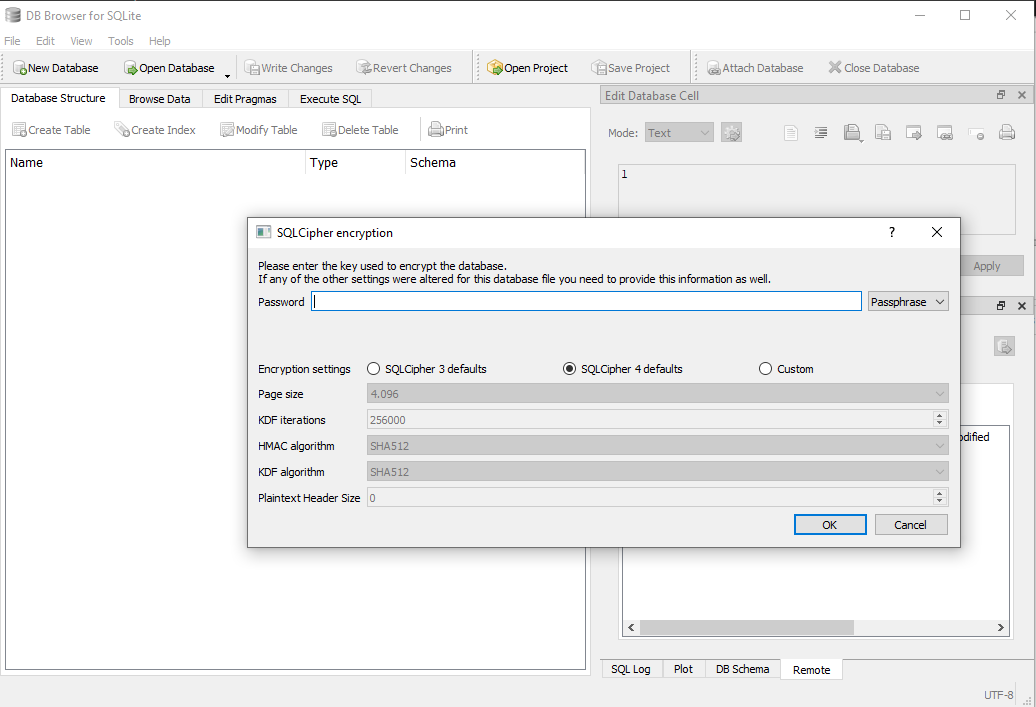 DB Browser for SQLite
File Edit View Tools Help
New Database Open Database Write Changes Revert Changes Open Project Save Project Attach Database Close Database
Database Structure Browse Data Edit Pragmas Execute SQL
Create Table Create Index Modify Table Delete Table Print
Name Type Schema
Edit Database Cell
Mode: Text
1
Apply
SQLCipher encryption ?
Please enter the key used to encrypt the database.
If any of the other settings were altered for this database file you need to provide this information as well.
Password Passphrase
Encryption settings SQLCipher 3 defaults SQLCipher 4 defaults Custom
Page size 4.096
KDF iterations 256000
HMAC algorithm SHA512
KDF algorithm SHA512
Plaintext Header Size 0
OK Cancel
odified
SQL Log Plot DB Schema Remote
UTF-8